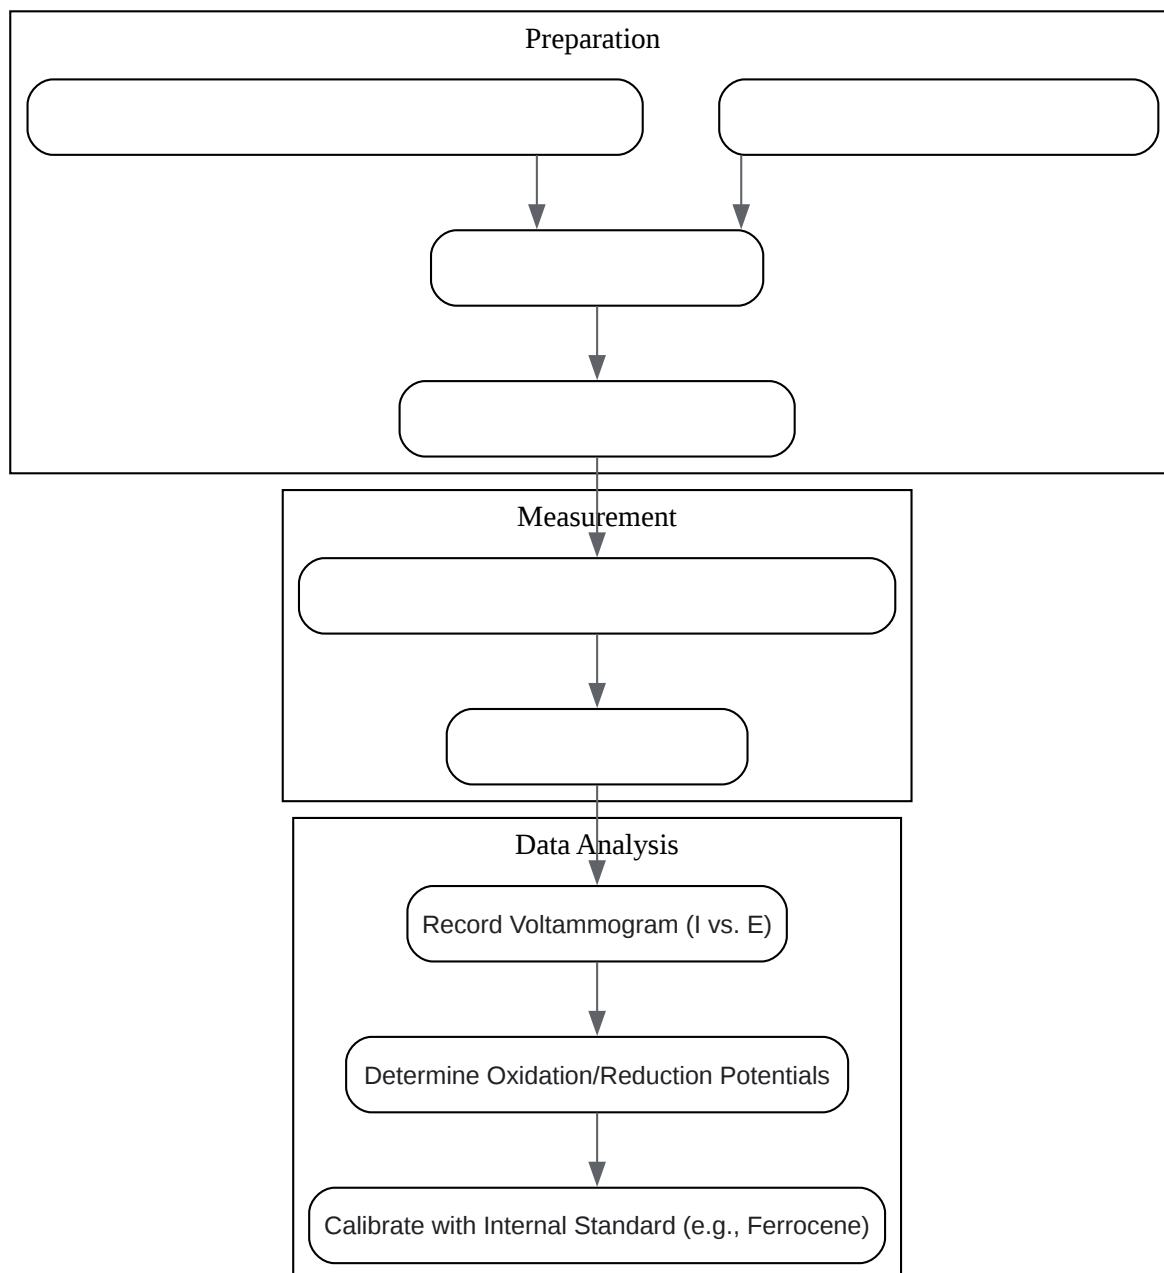 Preparation
Measurement
Data Analysis
Record Voltammogram (I vs. E)
Determine Oxidation/Reduction Potentials
Calibrate with Internal Standard (e.g., Ferrocene)